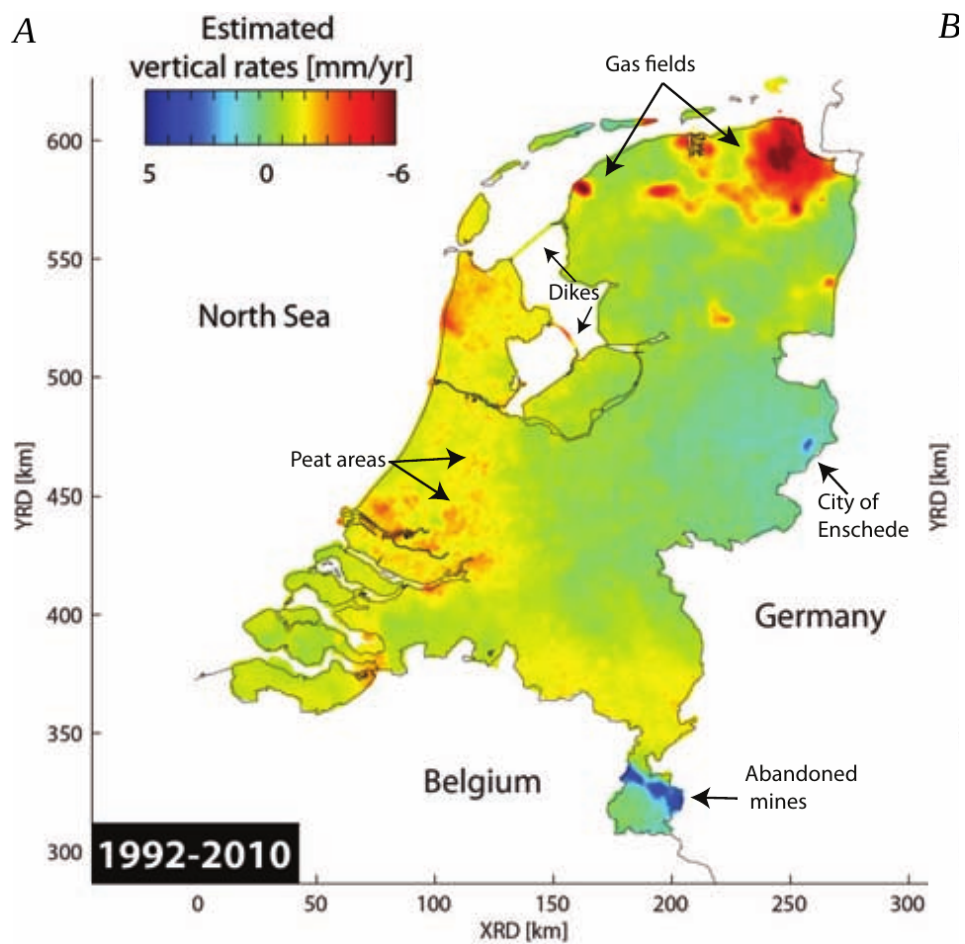 A
B
Estimated
vertical rates [mm/yr]
5
0
-6
Gas fields
600
550
500
450
400
350
300
YRD [km]
North Sea
Dikes
Peat areas
City of
Enschede
YRD [km]
Germany
Belgium
Abandoned
mines
1992-2010
0
50
100
150
200
250
300
XRD [km]